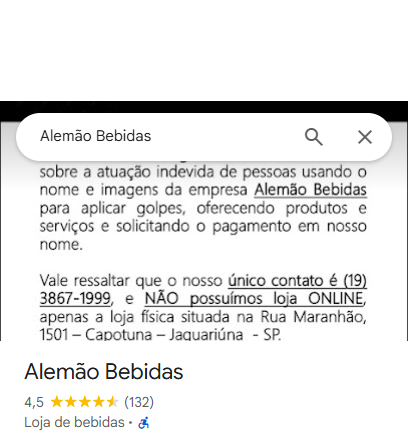 Alemão Bebidas
sobre a atuação indevida de pessoas usando o
nome e imagens da empresa Alemão Bebidas
para aplicar golpes, oferecendo produtos e
serviços e solicitando o pagamento em nosso
nome.
Vale ressaltar que o nosso único contato é (19)
3867-1999, e NÃO possuímos loja ONLINE,
apenas a loja física situada na Rua Maranhão,
1501 – Capotuna – Jaguariúna - SP.
Alemão Bebidas
4,5 ★★★★★ (132)
Loja de bebidas ·